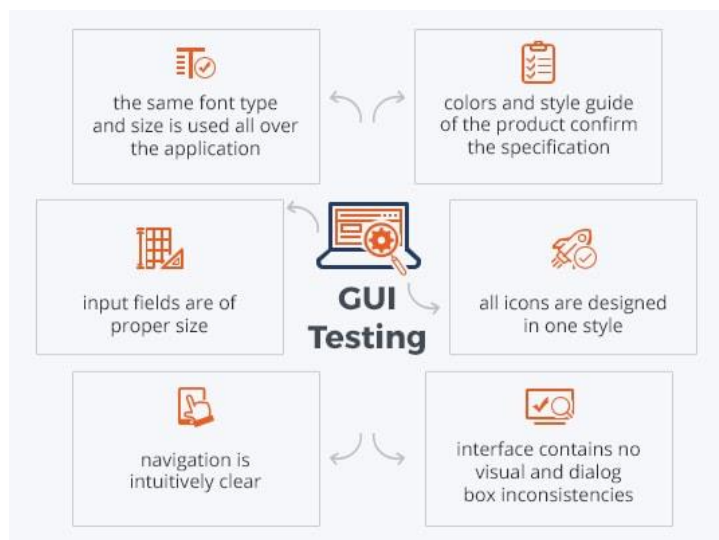 the same font type
and size is used all over
the application
colors and style guide
of the product confirm
the specification
input fields are of
proper size
GUI
Testing
all icons are designed
in one style
navigation is
intuitively clear
interface contains no
visual and dialog
box inconsistencies